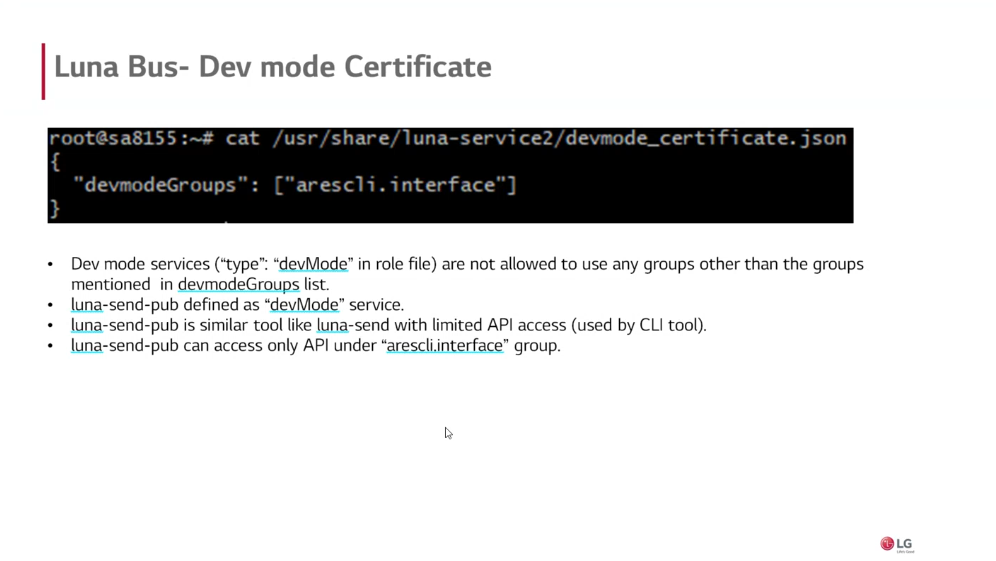 Luna Bus- Dev mode Certificate
root@sa8155:~# cat /usr/share/luna-service2/devmode_certificate.json
{
"devmodeGroups": ["arescli.interface"]
}
• Dev mode services (“type”: “devMode” in role file) are not allowed to use any groups other than the groups
mentioned in devmodeGroups list.
• luna-send-pub defined as “devMode” service.
• luna-send-pub is similar tool like luna-send with limited API access (used by CLI tool).
• luna-send-pub can access only API under “arescli.interface” group.
LG
Life's Good